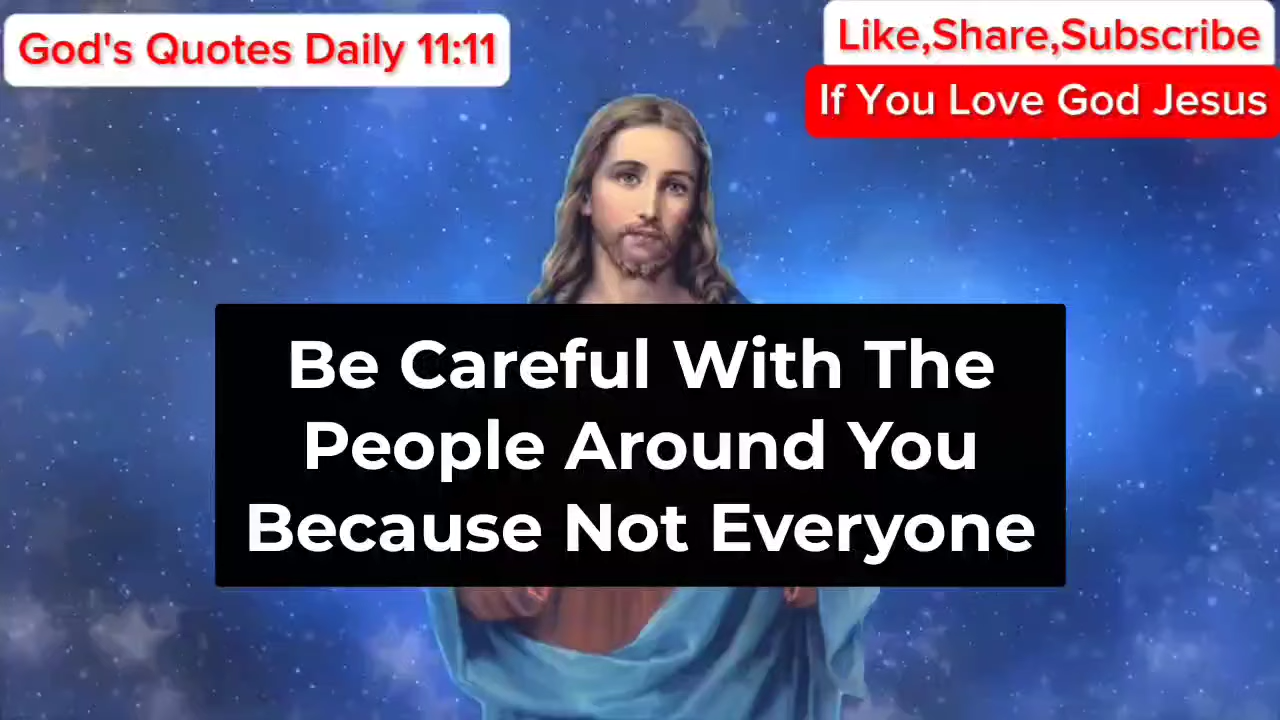 God's Quotes Daily 11:11
Like,Share,Subscribe
If You Love God Jesus
Be Careful With The
People Around You
Because Not Everyone